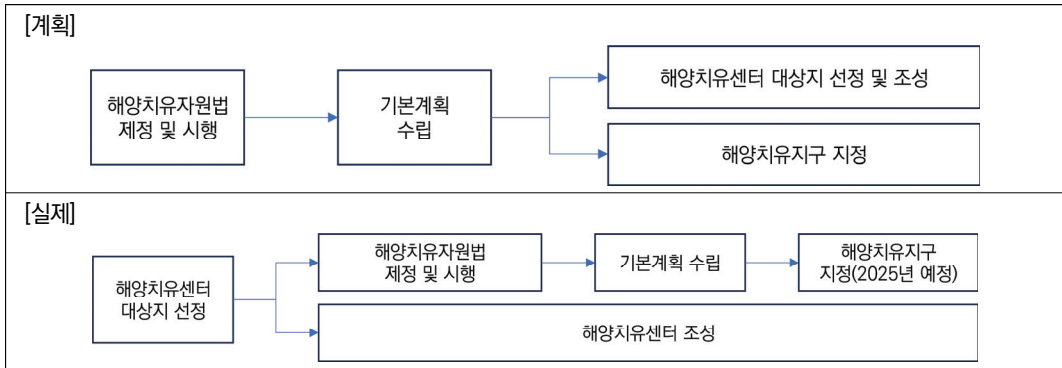 [계획]
해양치유자원법
제정 및 시행
기본계획
수립
해양치유센터 대상지 선정 및 조성
해양치유지구 지정
[실제]
해양치유센터
대상지 선정
해양치유자원법
제정 및 시행
기본계획 수립
해양치유지구
지정(2025년 예정)
해양치유센터 조성